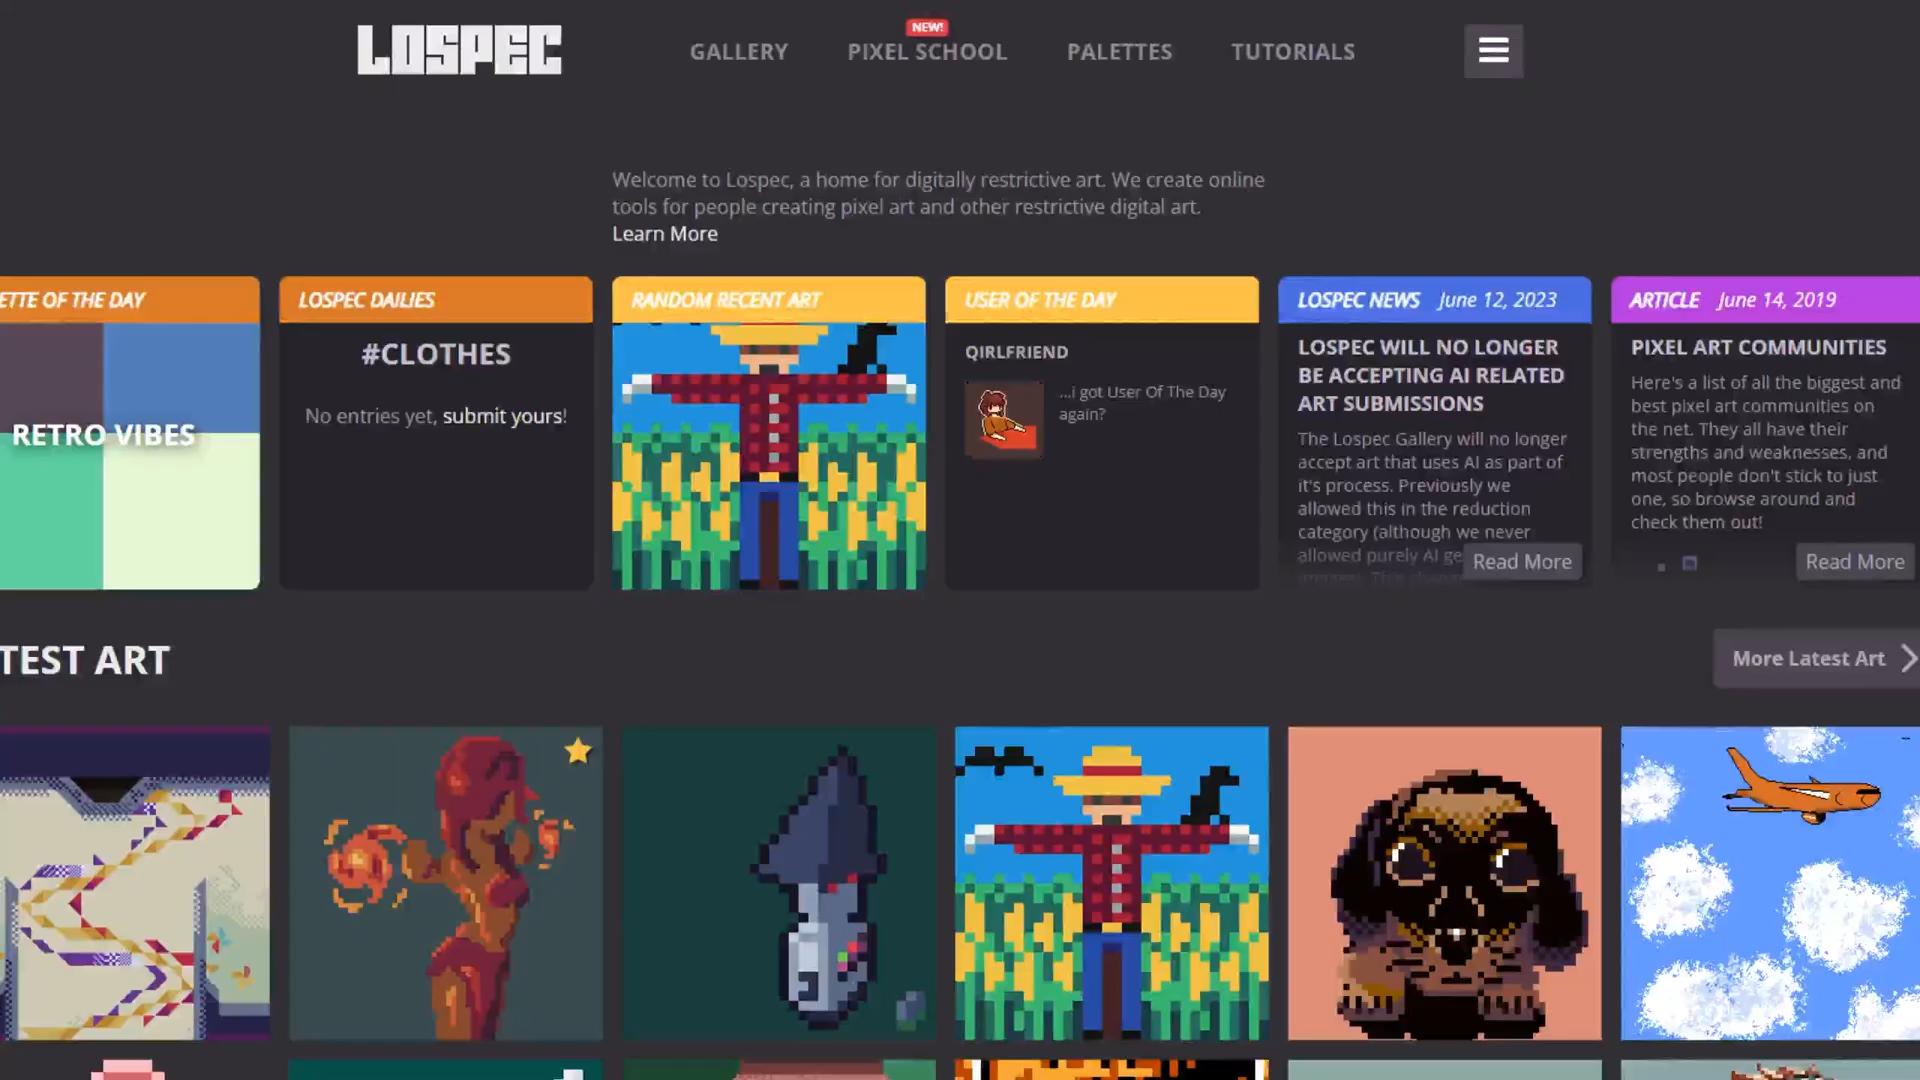 LOSPEC
GALLERY
NEW!
PIXEL SCHOOL
PALETTES
TUTORIALS
Welcome to Lospec, a home for digitally restrictive art. We create online
tools for people creating pixel art and other restrictive digital art.
Learn More
ETTE OF THE DAY
RETRO VIBES
LOSPEC DAILIES
#CLOTHES
No entries yet, submit yours!
RANDOM RECENT ART
USER OF THE DAY
QIRLFRIEND
...i got User Of The Day
again?
LOSPEC NEWS June 12, 2023
LOSPEC WILL NO LONGER
BE ACCEPTING AI RELATED
ART SUBMISSIONS
The Lospec Gallery will no longer
accept art that uses AI as part of
it's process. Previously we
allowed this in the reduction
category (although we never
allowed purely AI ge
Read More
ARTICLE June 14, 2019
PIXEL ART COMMUNITIES
Here's a list of all the biggest and
best pixel art communities on
the net. They all have their
strengths and weaknesses, and
most people don't stick to just
one, so browse around and
check them out!
Read More
TEST ART
More Latest Art